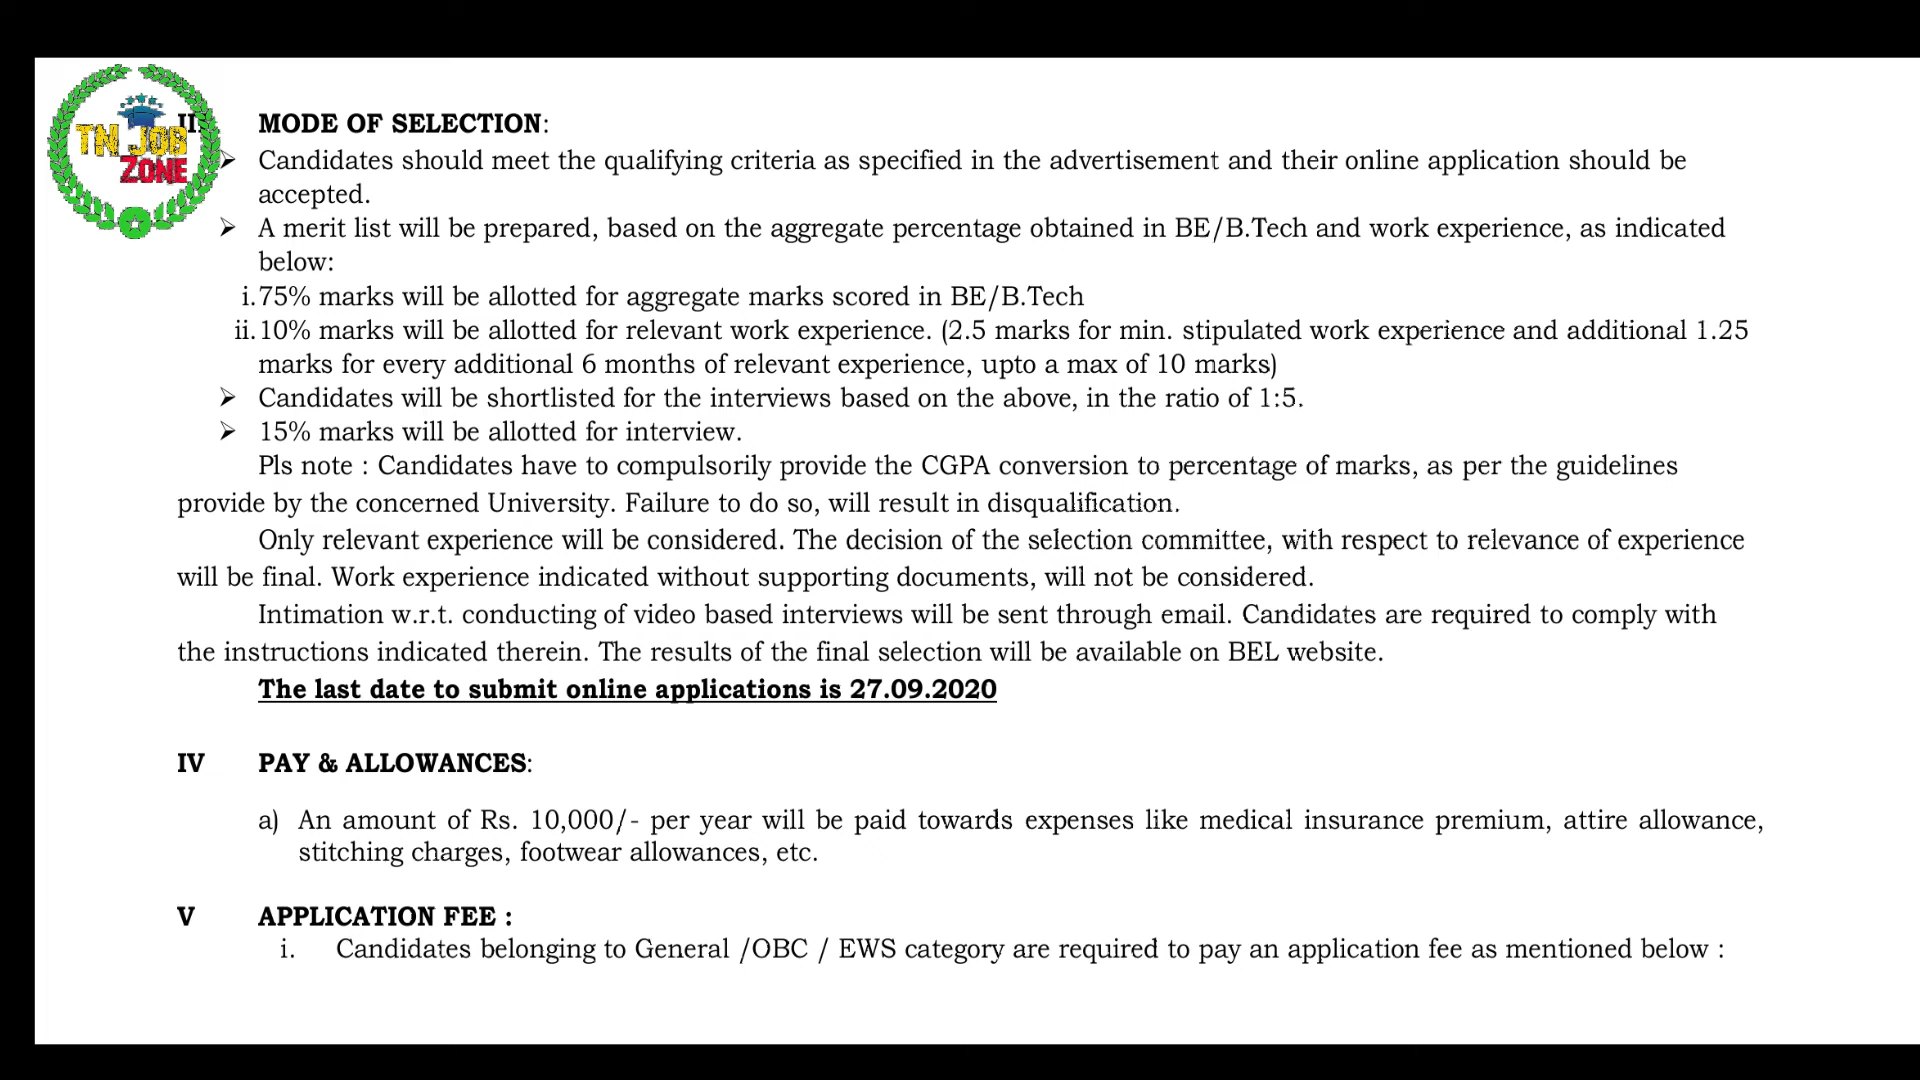 TN JOB
ZONE
II MODE OF SELECTION:
➢ Candidates should meet the qualifying criteria as specified in the advertisement and their online application should be
accepted.
➢ A merit list will be prepared, based on the aggregate percentage obtained in BE/B.Tech and work experience, as indicated
below:
i.75% marks will be allotted for aggregate marks scored in BE/B.Tech
ii.10% marks will be allotted for relevant work experience. (2.5 marks for min. stipulated work experience and additional 1.25
marks for every additional 6 months of relevant experience, upto a max of 10 marks)
➢ Candidates will be shortlisted for the interviews based on the above, in the ratio of 1:5.
➢ 15% marks will be allotted for interview.
Pls note : Candidates have to compulsorily provide the CGPA conversion to percentage of marks, as per the guidelines
provide by the concerned University. Failure to do so, will result in disqualification.
Only relevant experience will be considered. The decision of the selection committee, with respect to relevance of experience
will be final. Work experience indicated without supporting documents, will not be considered.
Intimation w.r.t. conducting of video based interviews will be sent through email. Candidates are required to comply with
the instructions indicated therein. The results of the final selection will be available on BEL website.
The last date to submit online applications is 27.09.2020
IV PAY & ALLOWANCES:
a) An amount of Rs. 10,000/- per year will be paid towards expenses like medical insurance premium, attire allowance,
stitching charges, footwear allowances, etc.
V APPLICATION FEE :
i. Candidates belonging to General /OBC / EWS category are required to pay an application fee as mentioned below :